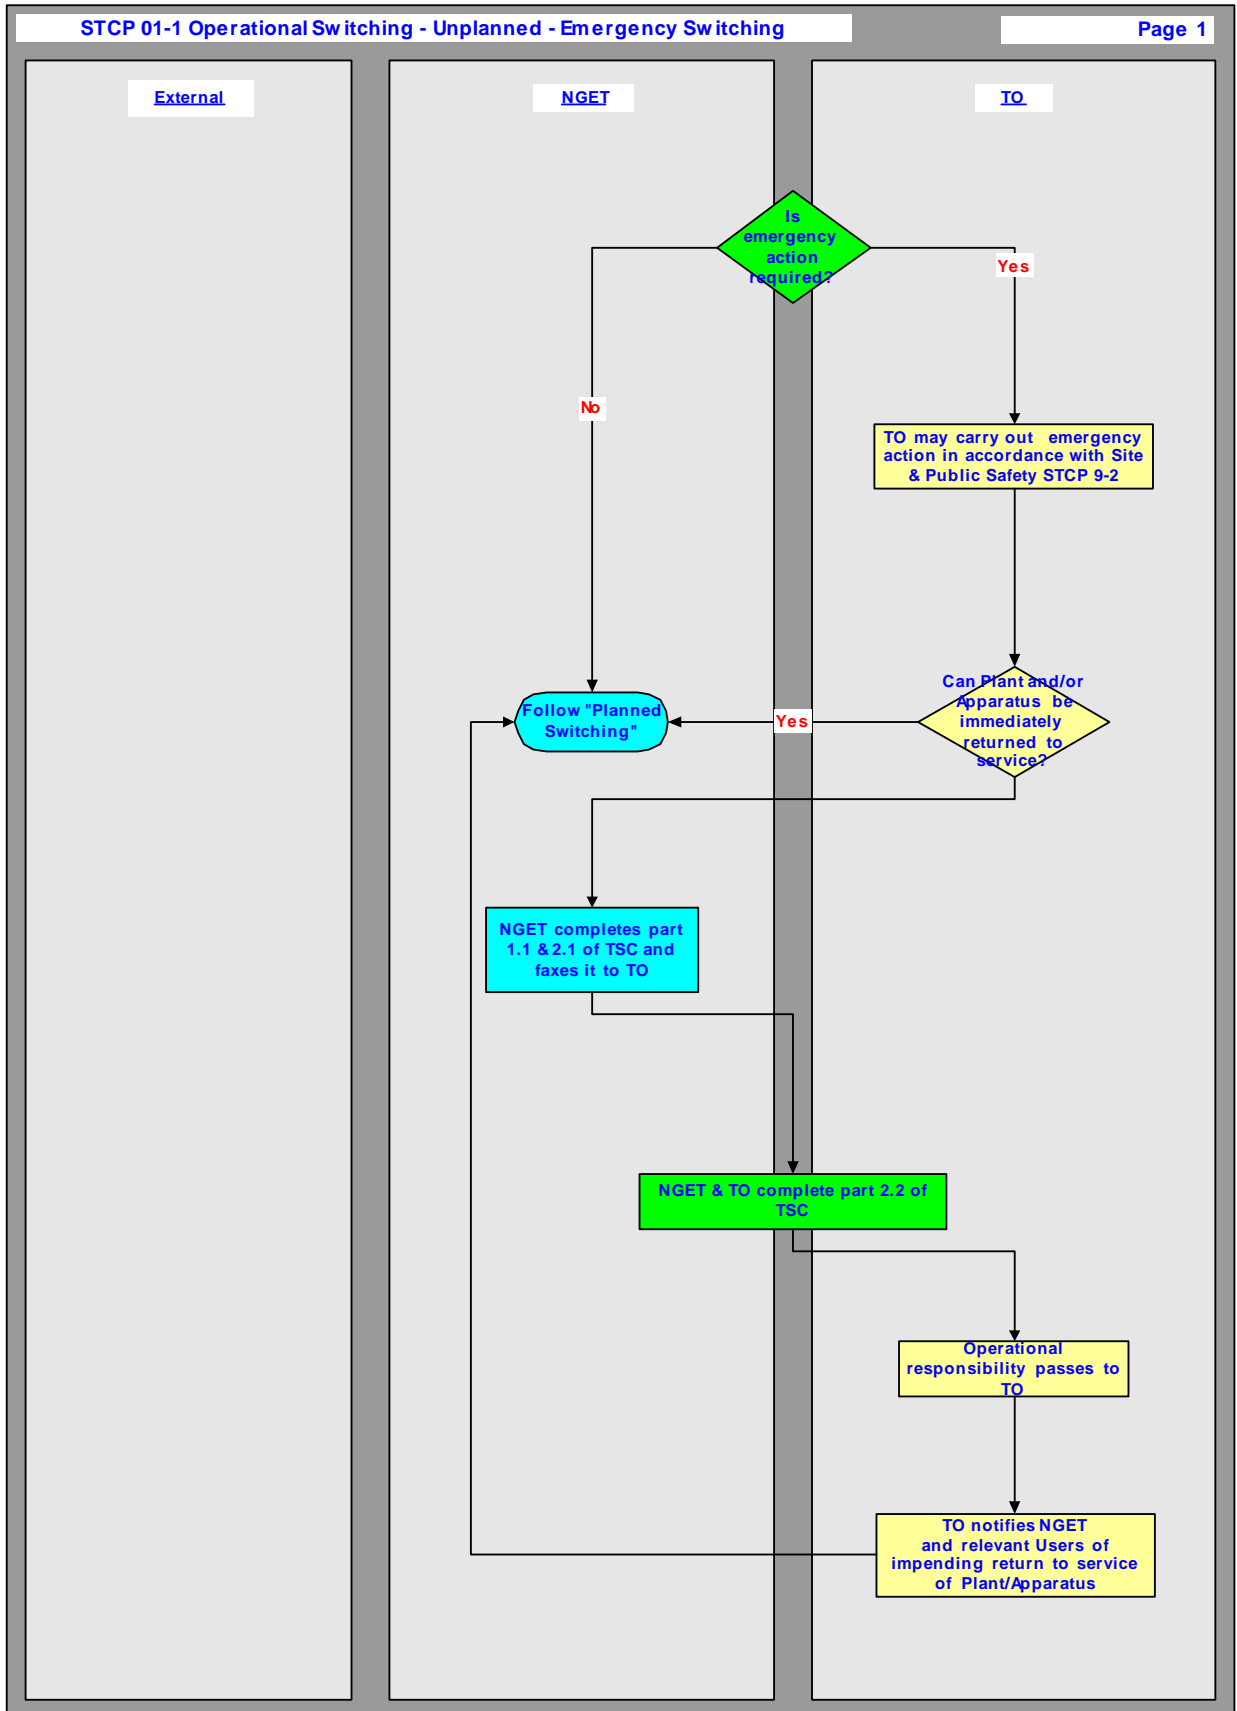 STCP 01-1 Operational Switching - Unplanned - Emergency Switching
Page 1
External
NGET
TO
Is
emergency
action
required?
Yes
No
TO may carry out emergency
action in accordance with Site
& Public Safety STCP 9-2
Can Plant and/or
Apparatus be
immediately
returned to
service?
Yes
Follow "Planned
Switching"
NGET completes part
1.1 & 2.1 of TSC and
faxes it to TO
NGET & TO complete part 2.2 of
TSC
Operational
responsibility passes to
TO
TO notifies NGET
and relevant Users of
impending return to service
of Plant/Apparatus